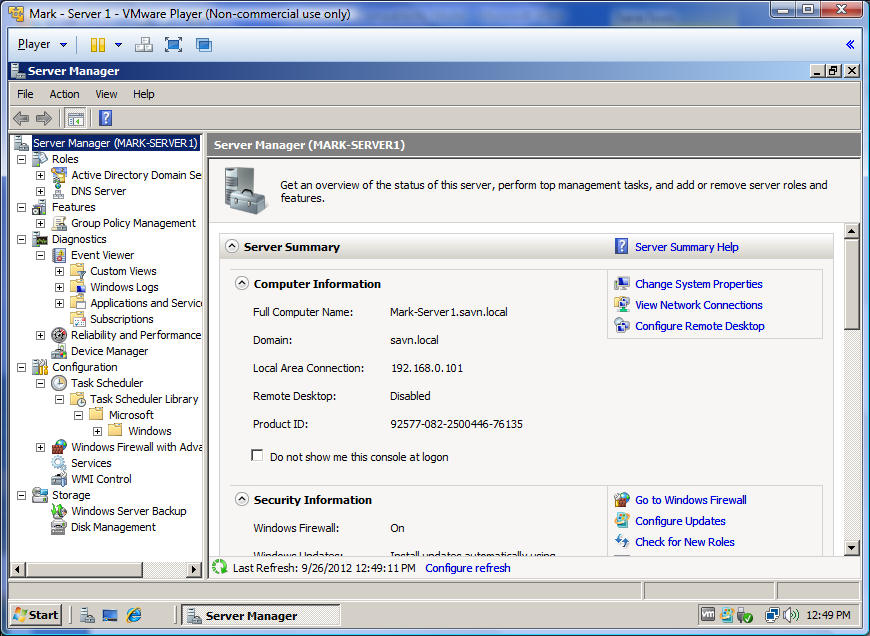 Mark - Server 1 - VMware Player (Non-commercial use only)
Player
Server Manager
File Action View Help
Server Manager (MARK-SERVER1)
Roles
Active Directory Domain Se
DNS Server
Features
Group Policy Management
Diagnostics
Event Viewer
Custom Views
Windows Logs
Applications and Service
Subscriptions
Reliability and Performance
Device Manager
Configuration
Task Scheduler
Task Scheduler Library
Microsoft
Windows
Windows Firewall with Adva
Services
WMI Control
Storage
Windows Server Backup
Disk Management
Server Manager (MARK-SERVER1)
Get an overview of the status of this server, perform top management tasks, and add or remove server roles and
features.
Server Summary
Server Summary Help
Computer Information
Full Computer Name: Mark-Server1.savn.local
Domain: savn.local
Local Area Connection: 192.168.0.101
Remote Desktop: Disabled
Product ID: 92577-082-2500446-76135
Do not show me this console at logon
Change System Properties
View Network Connections
Configure Remote Desktop
Security Information
Windows Firewall: On
Windows Updates: Install updates automatically using
Go to Windows Firewall
Configure Updates
Check for New Roles
Last Refresh: 9/26/2012 12:49:11 PM Configure refresh
Start
Server Manager
vm
12:49 PM